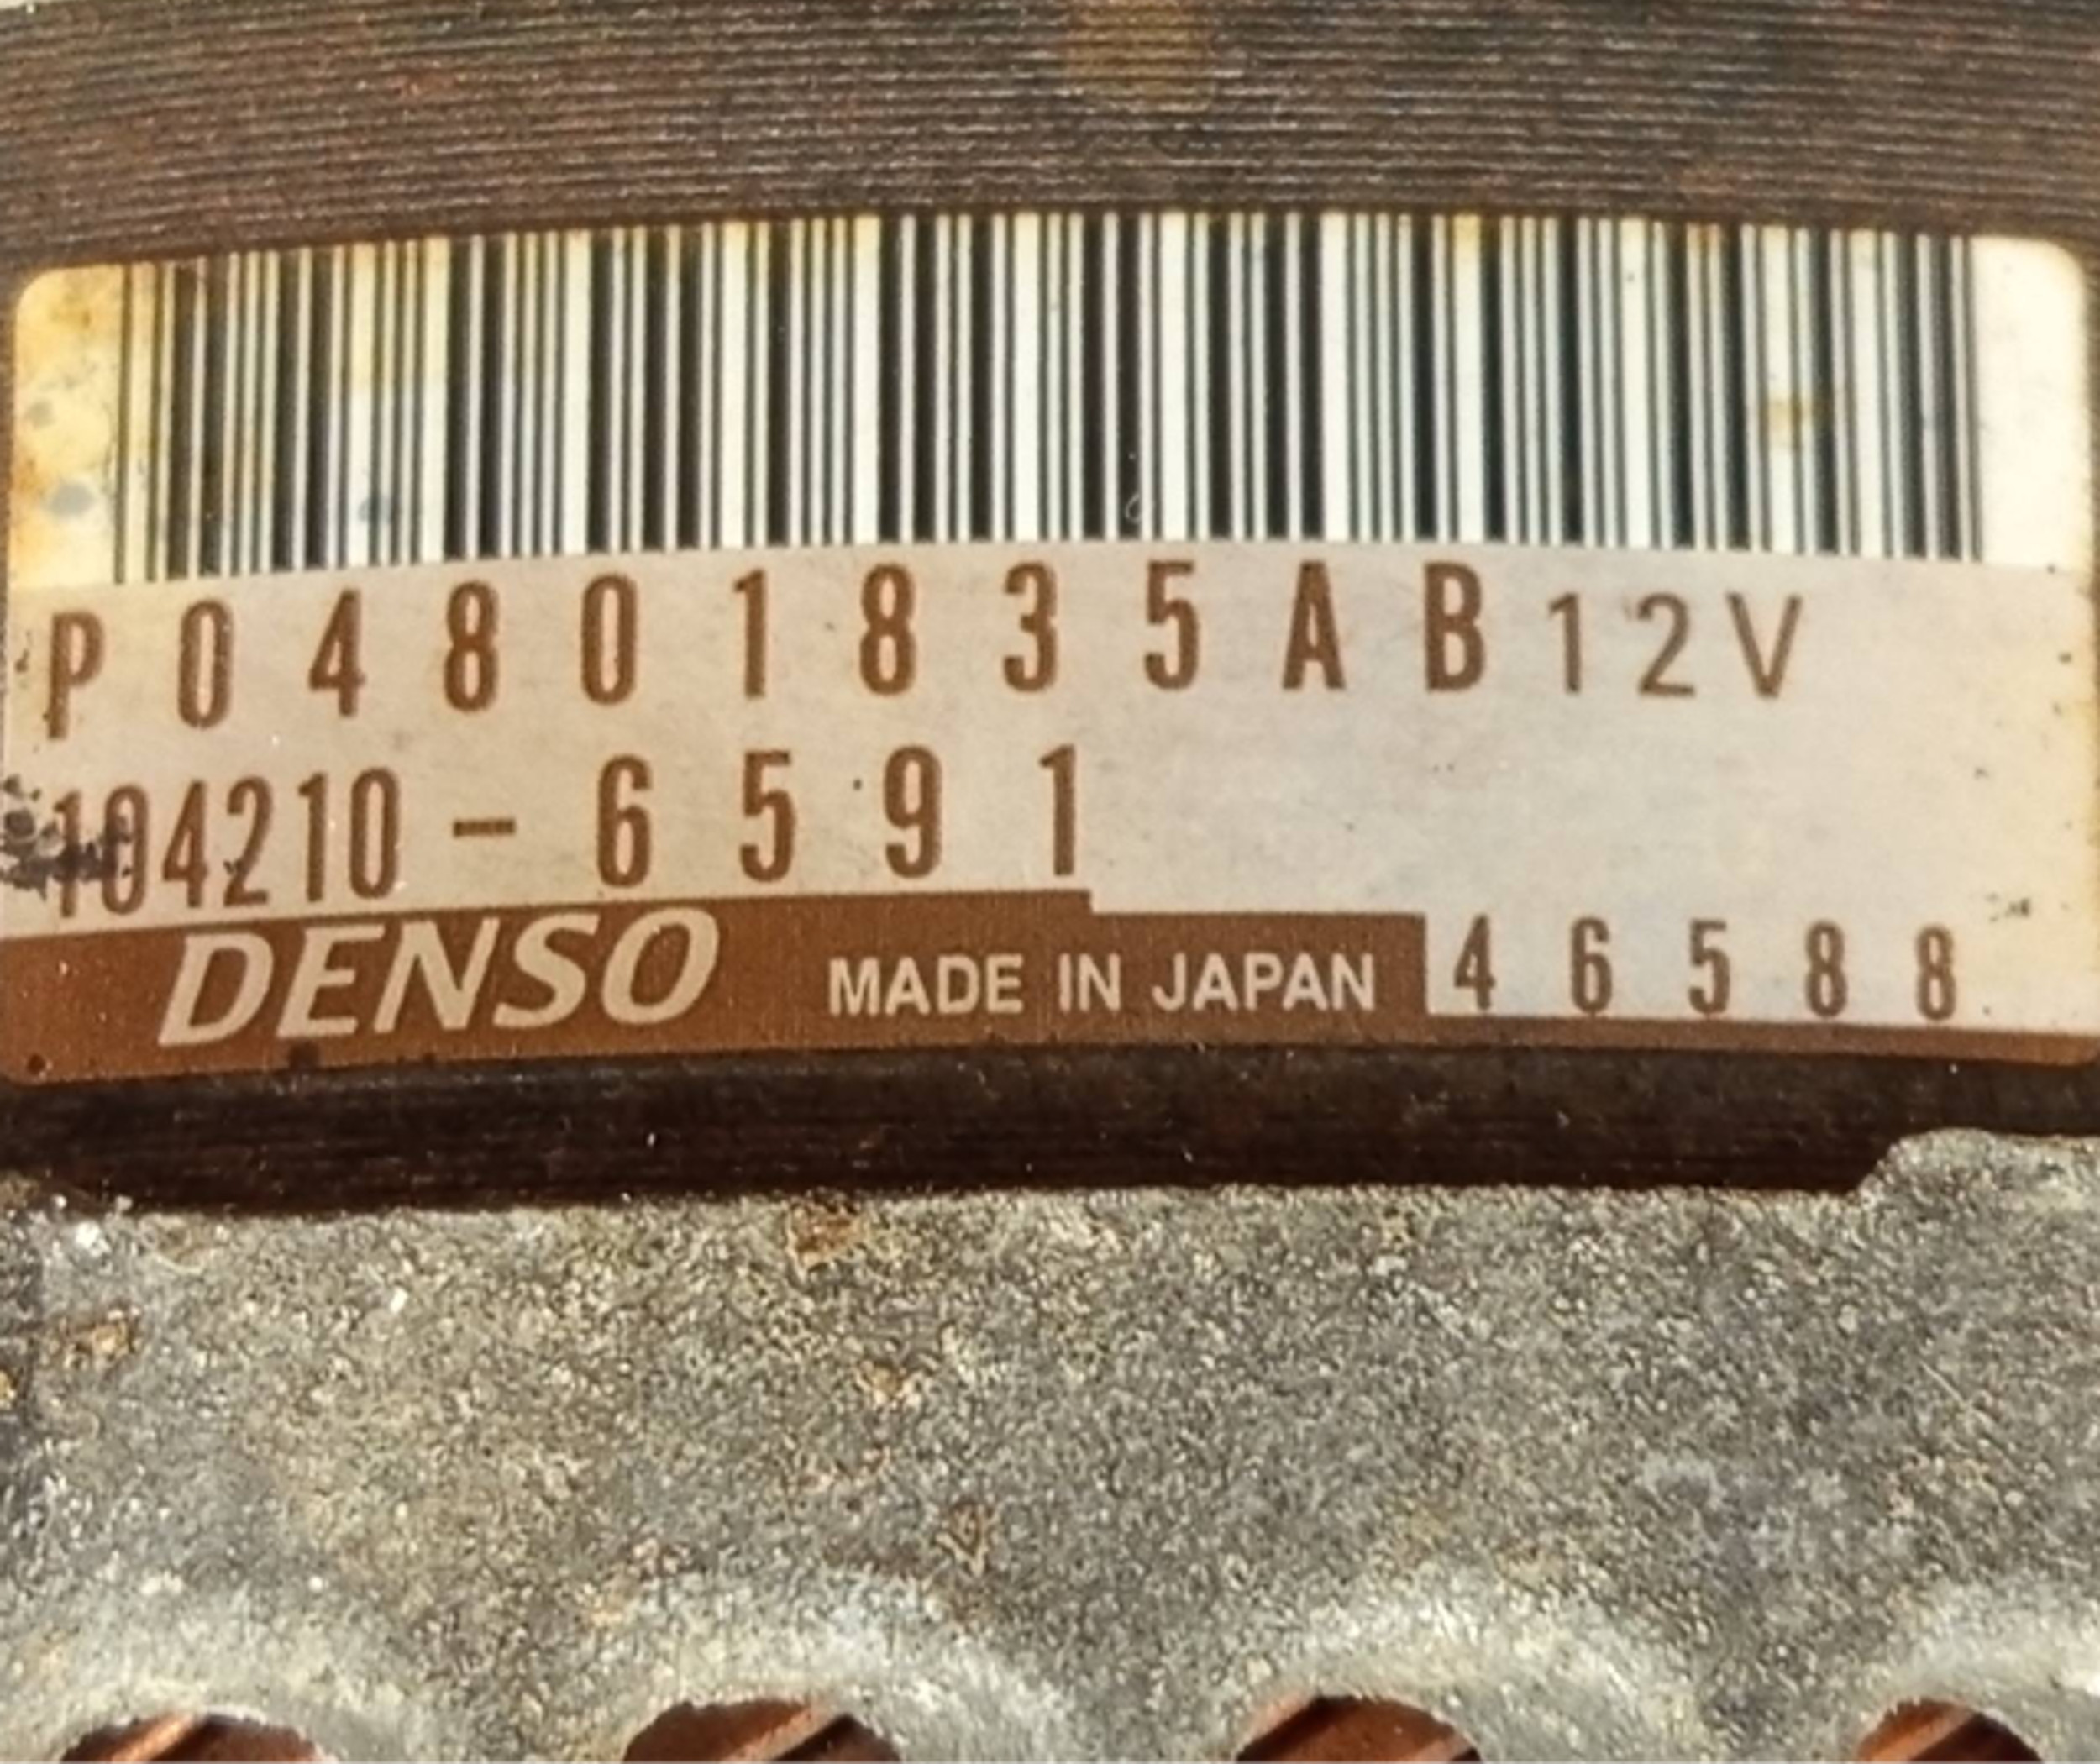 P04801835AB 12V
104210-6591
DENSO MADE IN JAPAN 46588